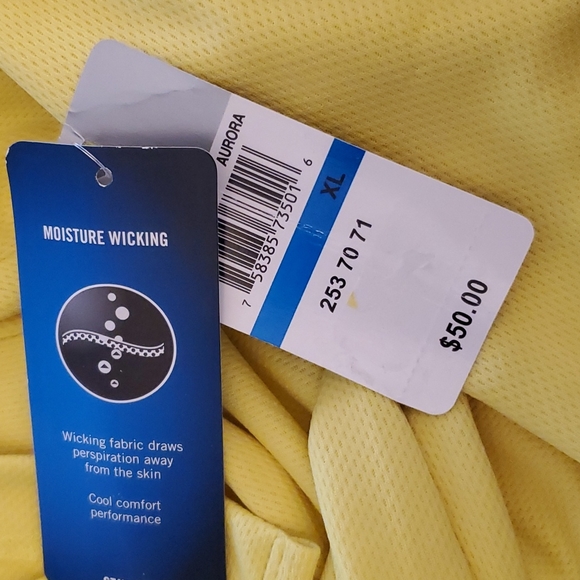 MOISTURE WICKING
Wicking fabric draws
perspiration away
from the skin
Cool comfort
performance
AURORA
7 58385 73501 6
XL
253 70 71
$50.00